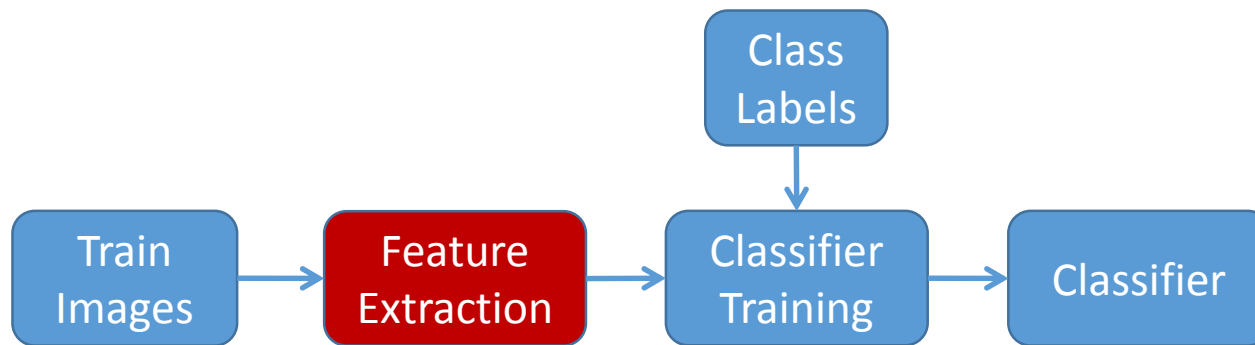 Class
Labels
Train
Images
Feature
Extraction
Classifier
Training
Classifier